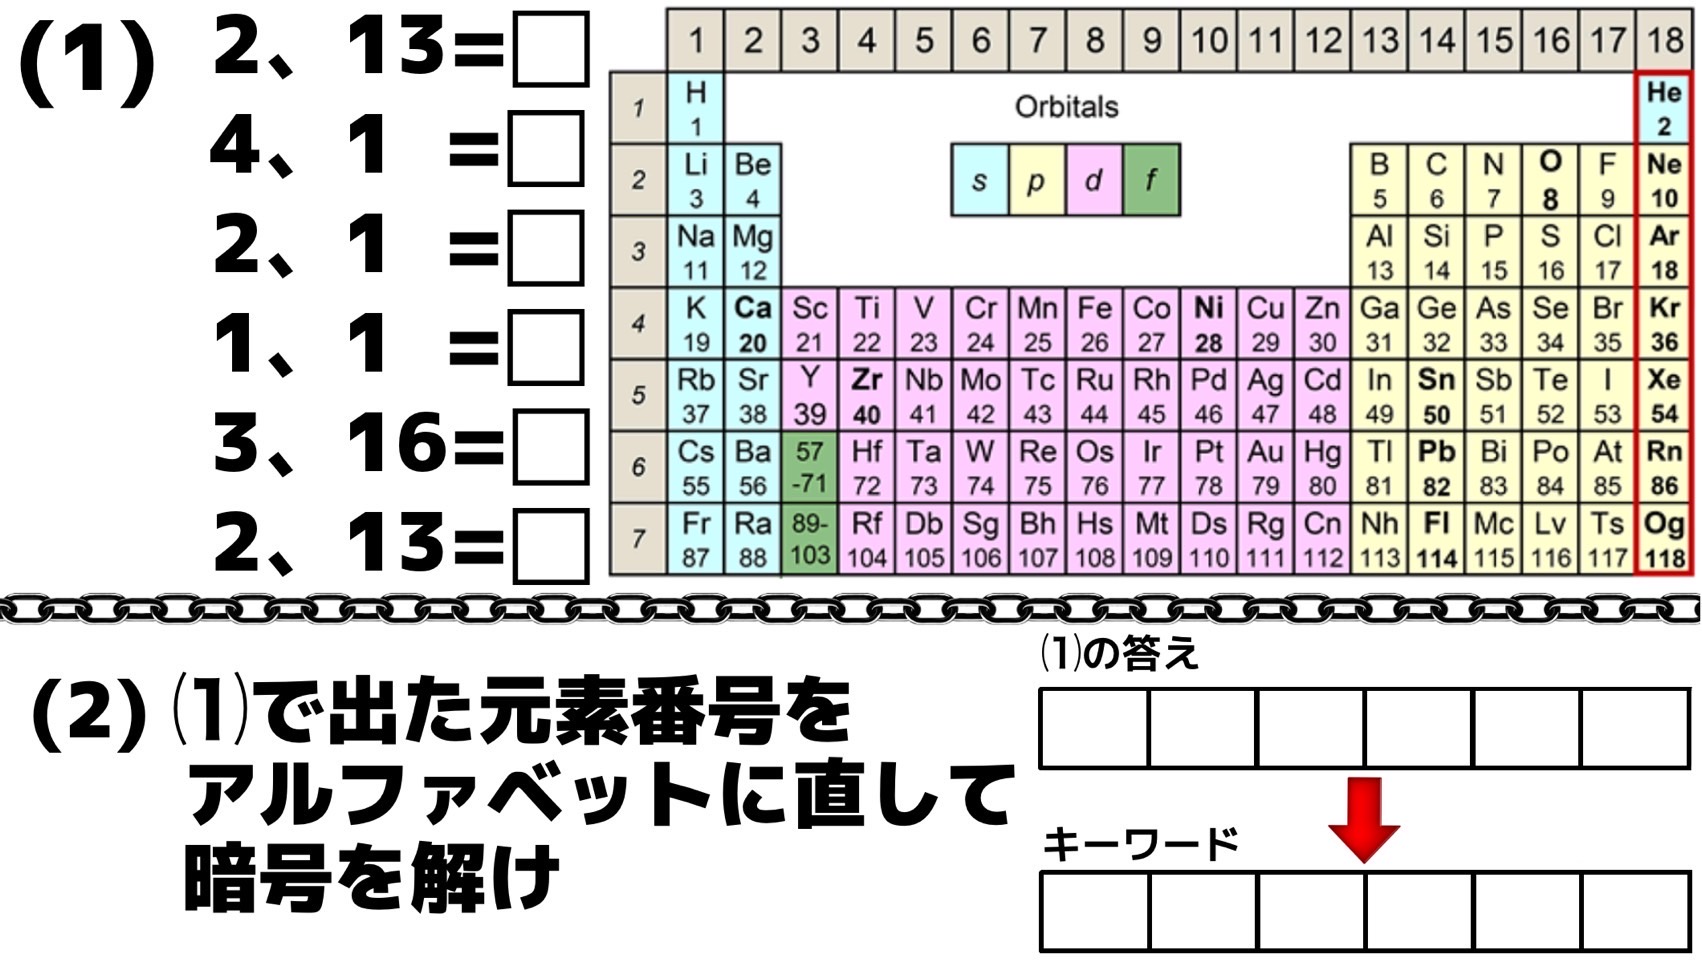 (1)
2、13=
4、1 =
2、1 =
1、1 =
3、16=
2、13=
1 2 3 4 5 6 7 8 9 10 11 12 13 14 15 16 17 18
1 H Orbitals He
1 2
2 Li Be s p d f B C N O F Ne
3 4 5 6 7 8 9 10
3 Na Mg Al Si P S Cl Ar
11 12 13 14 15 16 17 18
4 K Ca Sc Ti V Cr Mn Fe Co Ni Cu Zn Ga Ge As Se Br Kr
19 20 21 22 23 24 25 26 27 28 29 30 31 32 33 34 35 36
5 Rb Sr Y Zr Nb Mo Tc Ru Rh Pd Ag Cd In Sn Sb Te I Xe
37 38 39 40 41 42 43 44 45 46 47 48 49 50 51 52 53 54
6 Cs Ba 57 Hf Ta W Re Os Ir Pt Au Hg Tl Pb Bi Po At Rn
55 56 -71 72 73 74 75 76 77 78 79 80 81 82 83 84 85 86
7 Fr Ra 89- Rf Db Sg Bh Hs Mt Ds Rg Cn Nh Fl Mc Lv Ts Og
87 88 103 104 105 106 107 108 109 110 111 112 113 114 115 116 117 118
(2) ⑴で出た元素番号を
アルファベットに直して
暗号を解け
⑴の答え
キーワード